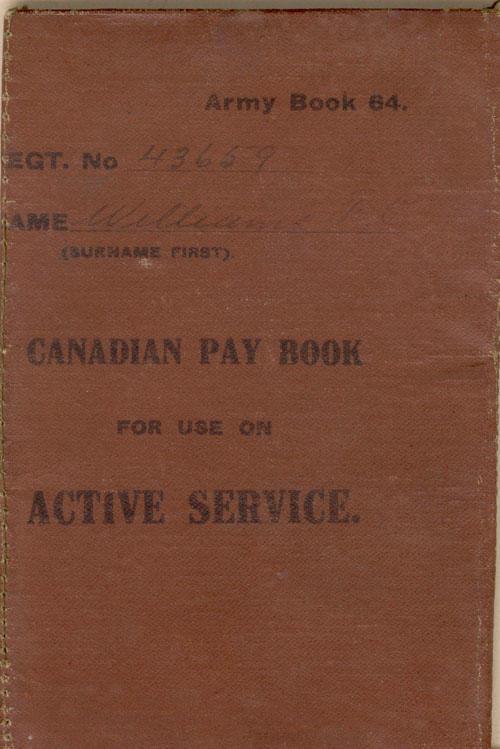 Army Book 64.
EGT. No 43659
AME Williams
(SURNAME FIRST).
CANADIAN PAY BOOK
FOR USE ON
ACTIVE SERVICE.